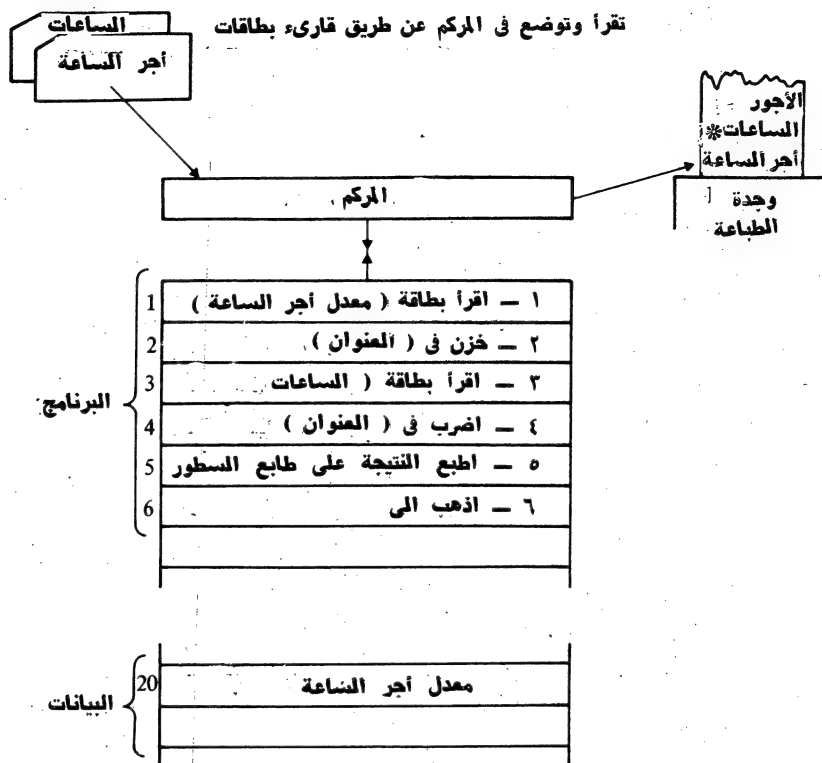 تقرأ وتوضع فى المركم عن طريق قارىء بطاقات
الساعات
أجر الساعة
الأجور =
الساعات *
أجر الساعة
وحدة
الطباعة
المركم
البرنامج
1 ١ — اقرأ بطاقة ( معدل أجر الساعة )
2 ٢ — خزن فى ( العنوان )
3 ٣ — اقرأ بطاقة ( الساعات
4 ٤ — اضرب فى ( العنوان )
5 ٥ — اطبع النتيجة على طابع السطور
6 ٦ — اذهب الى
البيانات
20 معدل أجر الساعة